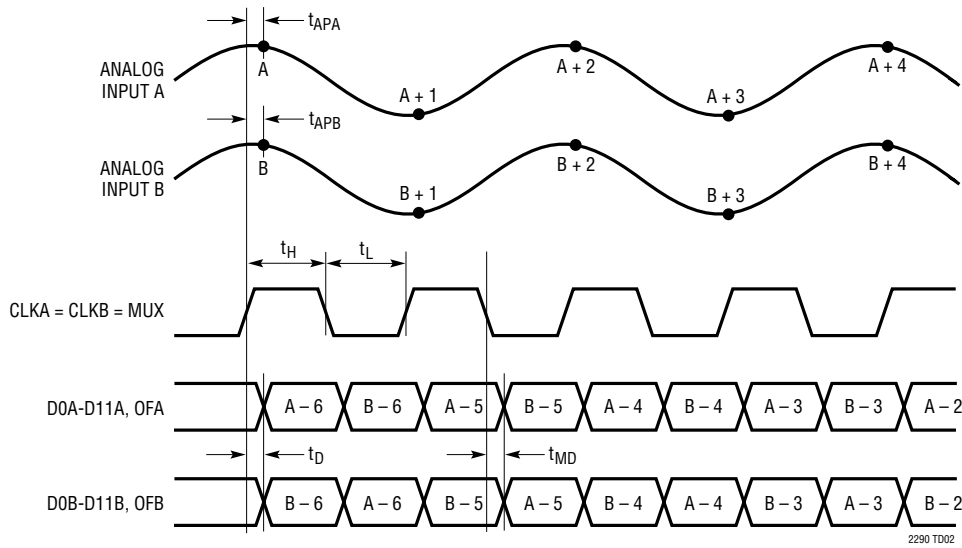 tAPA
ANALOG
INPUT A
A
A + 1
A + 2
A + 3
A + 4
tAPB
ANALOG
INPUT B
B
B + 1
B + 2
B + 3
B + 4
tH
tL
CLKA = CLKB = MUX
D0A-D11A, OFA
A – 6
B – 6
A – 5
B – 5
A – 4
B – 4
A – 3
B – 3
A – 2
tD
tMD
D0B-D11B, OFB
B – 6
A – 6
B – 5
A – 5
B – 4
A – 4
B – 3
A – 3
B – 2
2290 TD02